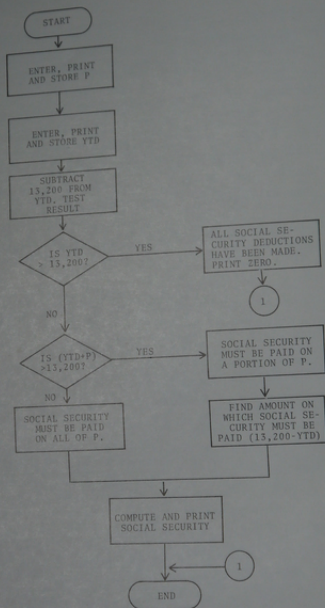 START
ENTER, PRINT
AND STORE P
ENTER, PRINT
AND STORE YTD
SUBTRACT
13,200 FROM
YTD. TEST
RESULT
IS YTD
> 13,200?
YES
ALL SOCIAL SE-
CURITY DEDUCTIONS
HAVE BEEN MADE.
PRINT ZERO.
1
NO
IS (YTD+P)
>13,200?
YES
SOCIAL SECURITY
MUST BE PAID
ON A PORTION OF P.
NO
SOCIAL SECURITY
MUST BE PAID
ON ALL OF P.
FIND AMOUNT ON
WHICH SOCIAL SE-
CURITY MUST BE
PAID (13,200-YTD)
COMPUTE AND PRINT
SOCIAL SECURITY
1
END